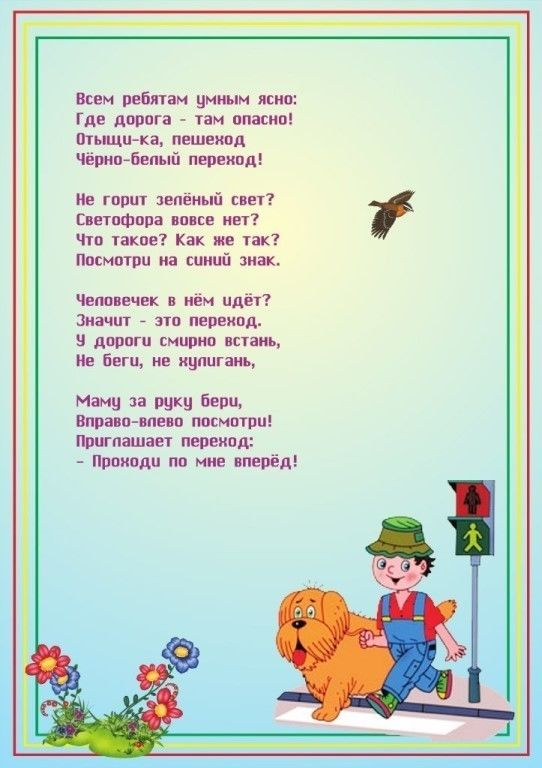 Всем ребятам умным ясно:
Где дорога - там опасно!
Отыщи-ка, пешеход
Чёрно-белый переход!
Не горит зелёный свет?
Светофора вовсе нет?
Что такое? Как же так?
Посмотри на синий знак.
Человечек в нём идёт?
Значит - это переход.
У дороги смирно встань,
Не беги, не хулигань,
Маму за руку бери,
Вправо-влево посмотри!
Приглашает переход:
- Проходи по мне вперёд!